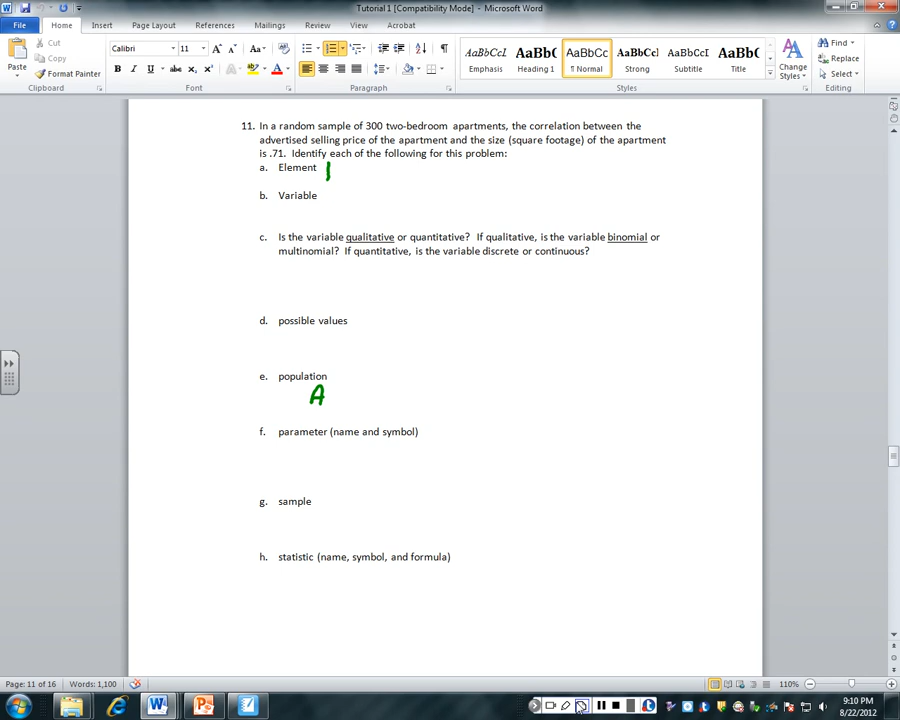 Tutorial 1 [Compatibility Mode] - Microsoft Word
File Home Insert Page Layout References Mailings Review View Acrobat
Paste
Cut
Copy
Format Painter
Calibri 11
AaBbCcI AaBbC AaBbCc AaBbCcl AaBbCcD AaBb(
Emphasis Heading 1 ¶ Normal Strong Subtitle Title
Change Styles
Find
Replace
Select
Clipboard Font Paragraph Styles Editing
11. In a random sample of 300 two-bedroom apartments, the correlation between the
advertised selling price of the apartment and the size (square footage) of the apartment
is .71. Identify each of the following for this problem:
a. Element 1
b. Variable
c. Is the variable qualitative or quantitative? If qualitative, is the variable binomial or
multinomial? If quantitative, is the variable discrete or continuous?
d. possible values
e. population
A
f. parameter (name and symbol)
g. sample
h. statistic (name, symbol, and formula)
Page: 11 of 16 Words: 1,100 110%
9:10 PM
8/22/2012